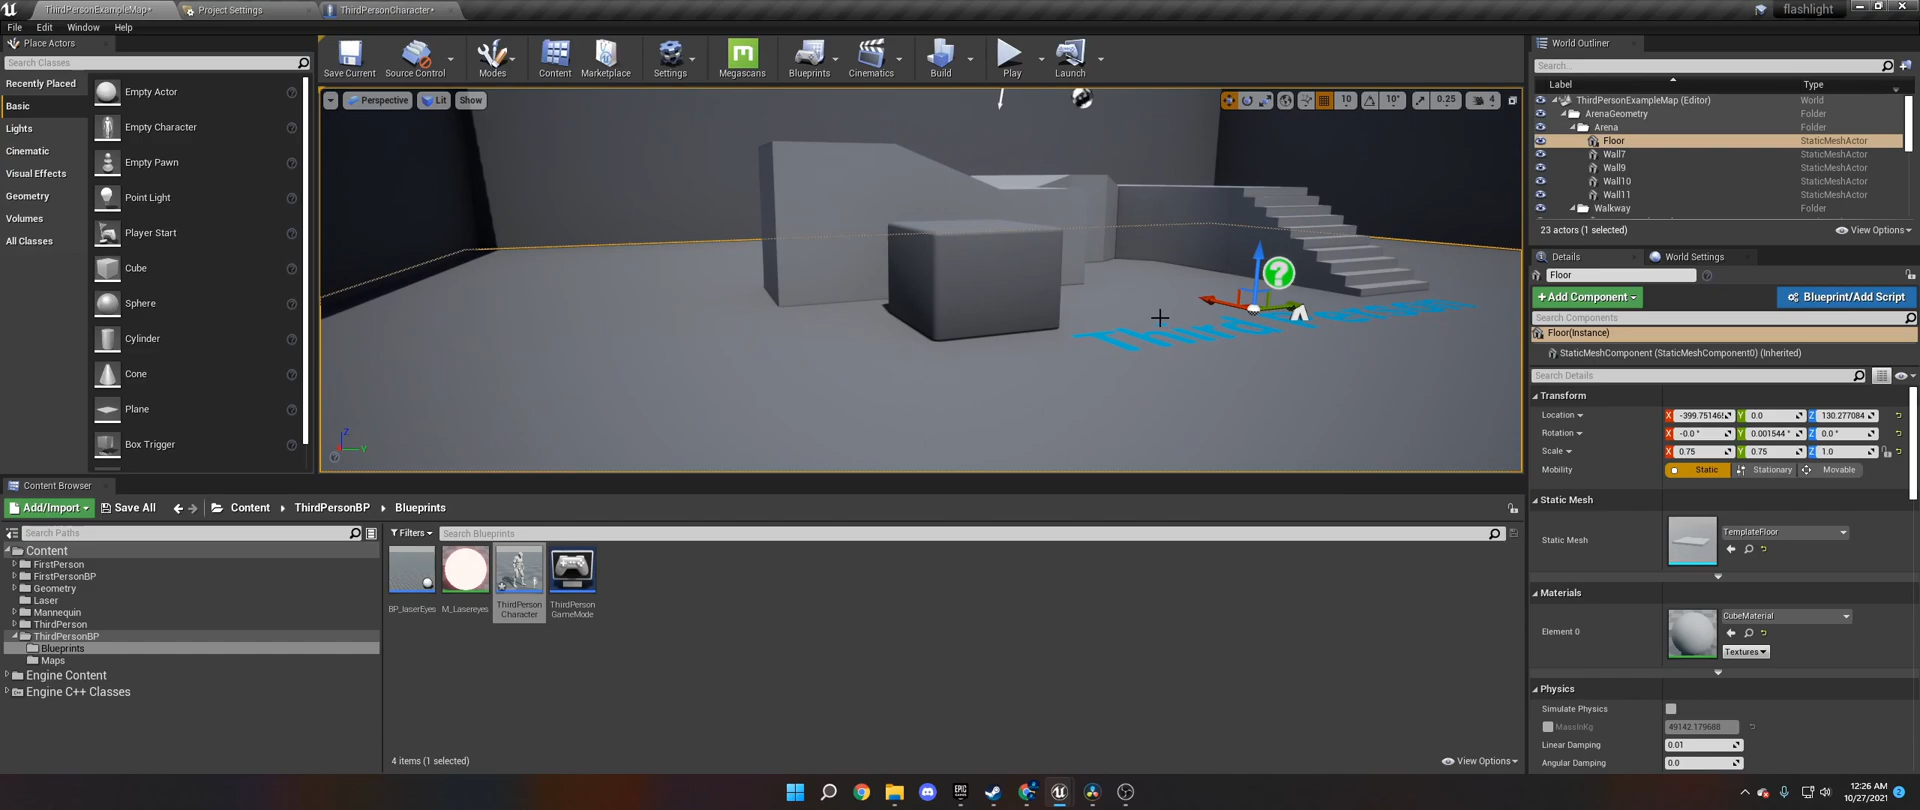 ThirdPersonExampleMap*
Project Settings
ThirdPersonCharacter*
flashlight
File Edit Window Help
Place Actors
Search Classes
Recently Placed
Basic
Lights
Cinematic
Visual Effects
Geometry
Volumes
All Classes
Empty Actor
Empty Character
Empty Pawn
Point Light
Player Start
Cube
Sphere
Cylinder
Cone
Plane
Box Trigger
Save Current
Source Control
Modes
Content
Marketplace
Settings
Megascans
Blueprints
Cinematics
Build
Play
Launch
Perspective
Lit
Show
10
10°
0.25
4
Third Person
World Outliner
Search...
Label Type
ThirdPersonExampleMap (Editor) World
ArenaGeometry Folder
Arena Folder
Floor StaticMeshActor
Wall7 StaticMeshActor
Wall9 StaticMeshActor
Wall10 StaticMeshActor
Wall11 StaticMeshActor
Walkway Folder
23 actors (1 selected)
View Options
Details
World Settings
Floor
+Add Component
Blueprint/Add Script
Search Components
Floor(Instance)
StaticMeshComponent (StaticMeshComponent0) (Inherited)
Search Details
Transform
Location X Y 0.0 Z 130.277084
Rotation X -0.0 ° Y 0.001544 ° Z 0.0 °
Scale X 0.75 Y 0.75 Z 1.0
Mobility Static Stationary Movable
Static Mesh
Static Mesh
TemplateFloor
Materials
Element 0
CubeMaterial
Textures
Physics
Simulate Physics
MassInKg 49142.179688
Linear Damping 0.01
Angular Damping 0.0
Content Browser
Add/Import
Save All
Content
ThirdPersonBP
Blueprints
Search Paths
Filters
Search Blueprints
Content
FirstPerson
FirstPersonBP
Geometry
Laser
Mannequin
ThirdPerson
ThirdPersonBP
Blueprints
Maps
Engine Content
Engine C++ Classes
BP_laserEyes
M_Lasereyes
ThirdPerson
Character
ThirdPerson
GameMode
4 items (1 selected)
View Options
EPIC
GAMES
12:26 AM
10/27/2021
2